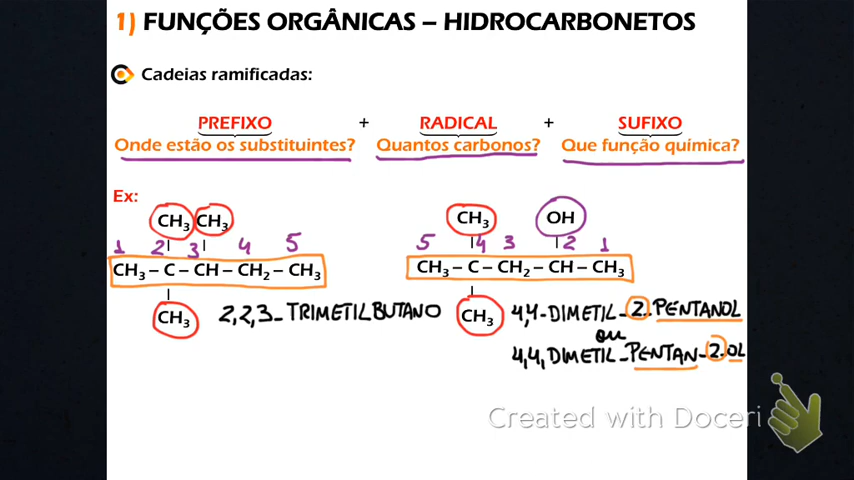 1) FUNÇÕES ORGÂNICAS – HIDROCARBONETOS
Cadeias ramificadas:
PREFIXO + RADICAL + SUFIXO
Onde estão os substituintes? Quantos carbonos? Que função química?
Ex:
CH₃ CH₃
1 2 3 4 5
CH₃ – C – CH – CH₂ – CH₃
CH₃
2,2,3-TRIMETILBUTANO
CH₃ OH
5 4 3 2 1
CH₃ – C – CH₂ – CH – CH₃
CH₃
4,4-DIMETIL-2-PENTANOL
ou
4,4,DIMETIL-PENTAN-2-OL
Created with Doceri